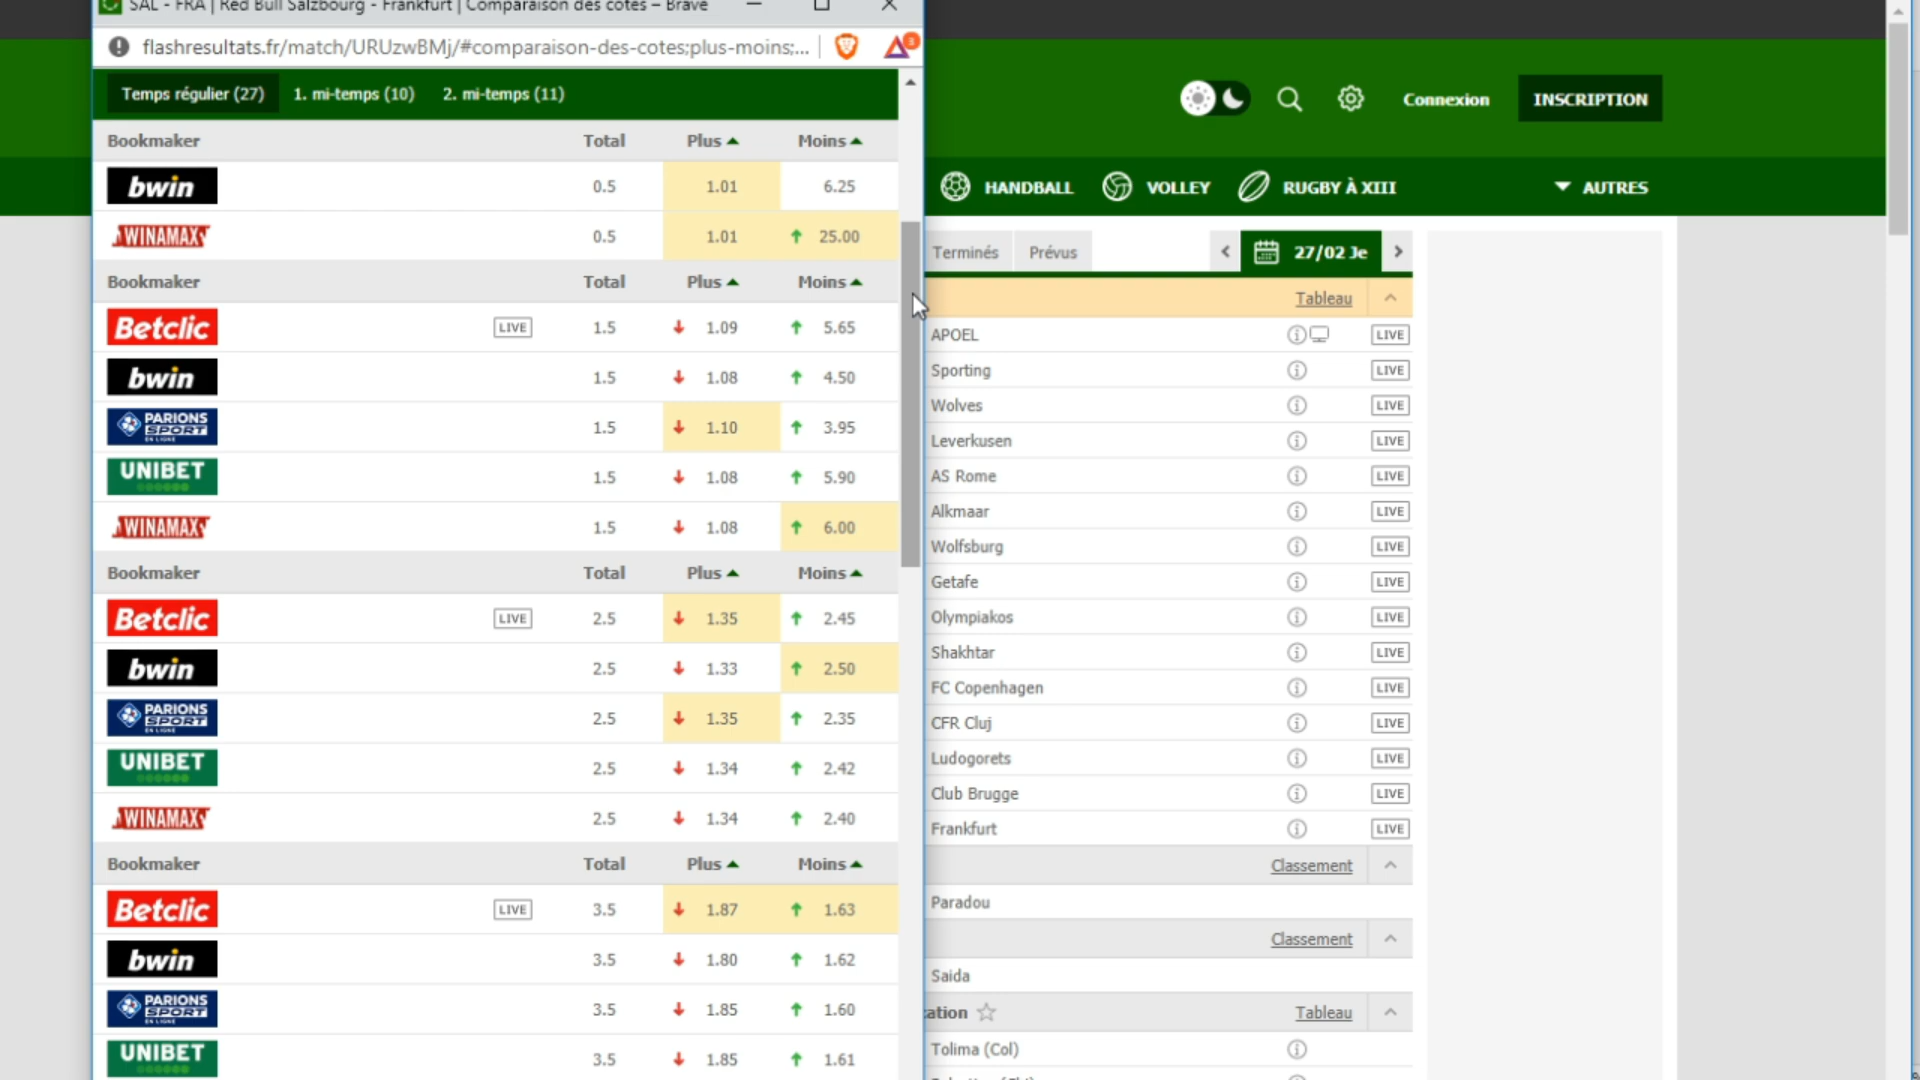 SAL - FRA | Red Bull Salzbourg - Frankfurt | Comparaison des cotes – Brave
flashresultats.fr/match/URUzwBMj/#comparaison-des-cotes;plus-moins;...
3
Temps régulier (27) 1. mi-temps (10) 2. mi-temps (11)
Bookmaker Total Plus Moins
bwin 0.5 1.01 6.25
WINAMAX 0.5 1.01 25.00
Bookmaker Total Plus Moins
Betclic LIVE 1.5 1.09 5.65
bwin 1.5 1.08 4.50
PARIONS SPORT EN LIGNE 1.5 1.10 3.95
UNIBET 1.5 1.08 5.90
WINAMAX 1.5 1.08 6.00
Bookmaker Total Plus Moins
Betclic LIVE 2.5 1.35 2.45
bwin 2.5 1.33 2.50
PARIONS SPORT EN LIGNE 2.5 1.35 2.35
UNIBET 2.5 1.34 2.42
WINAMAX 2.5 1.34 2.40
Bookmaker Total Plus Moins
Betclic LIVE 3.5 1.87 1.63
bwin 3.5 1.80 1.62
PARIONS SPORT EN LIGNE 3.5 1.85 1.60
UNIBET 3.5 1.85 1.61
Connexion INSCRIPTION
HANDBALL VOLLEY RUGBY À XIII AUTRES
Terminés Prévus 27/02 Je
Tableau
APOEL LIVE
Sporting LIVE
Wolves LIVE
Leverkusen LIVE
AS Rome LIVE
Alkmaar LIVE
Wolfsburg LIVE
Getafe LIVE
Olympiakos LIVE
Shakhtar LIVE
FC Copenhagen LIVE
CFR Cluj LIVE
Ludogorets LIVE
Club Brugge LIVE
Frankfurt LIVE
Classement
Paradou
Classement
Saida
cation Tableau
Tolima (Col)